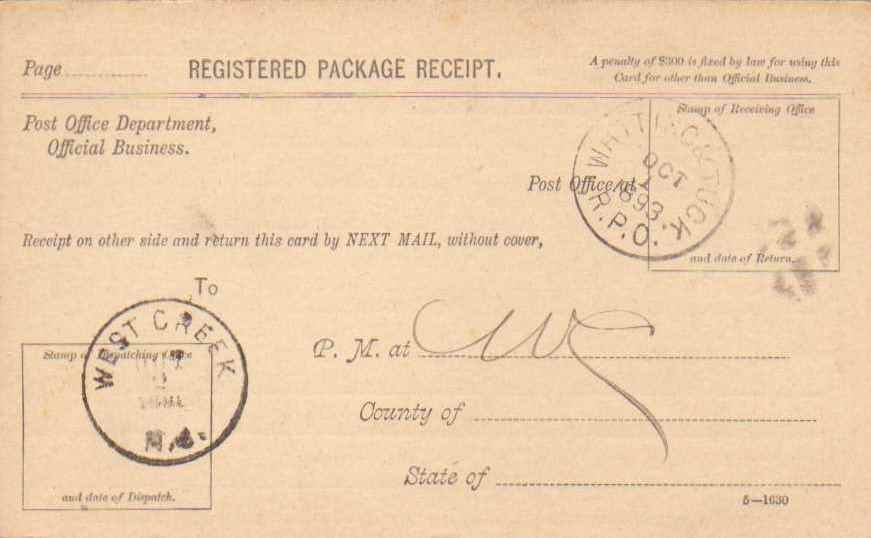 Page
REGISTERED PACKAGE RECEIPT.
A penalty of $300 is fixed by law for using this
Card for other than Official Business.
Post Office Department,
Official Business.
Stamp of Receiving Office
Post Office at
OCT
1
893
R.P.O.
and date of Return.
Receipt on other side and return this card by NEXT MAIL, without cover,
To
WEST CREEK
Stamp of Dispatching Office
2
N.J.
and date of Dispatch.
P. M. at
County of
State of
5—1630